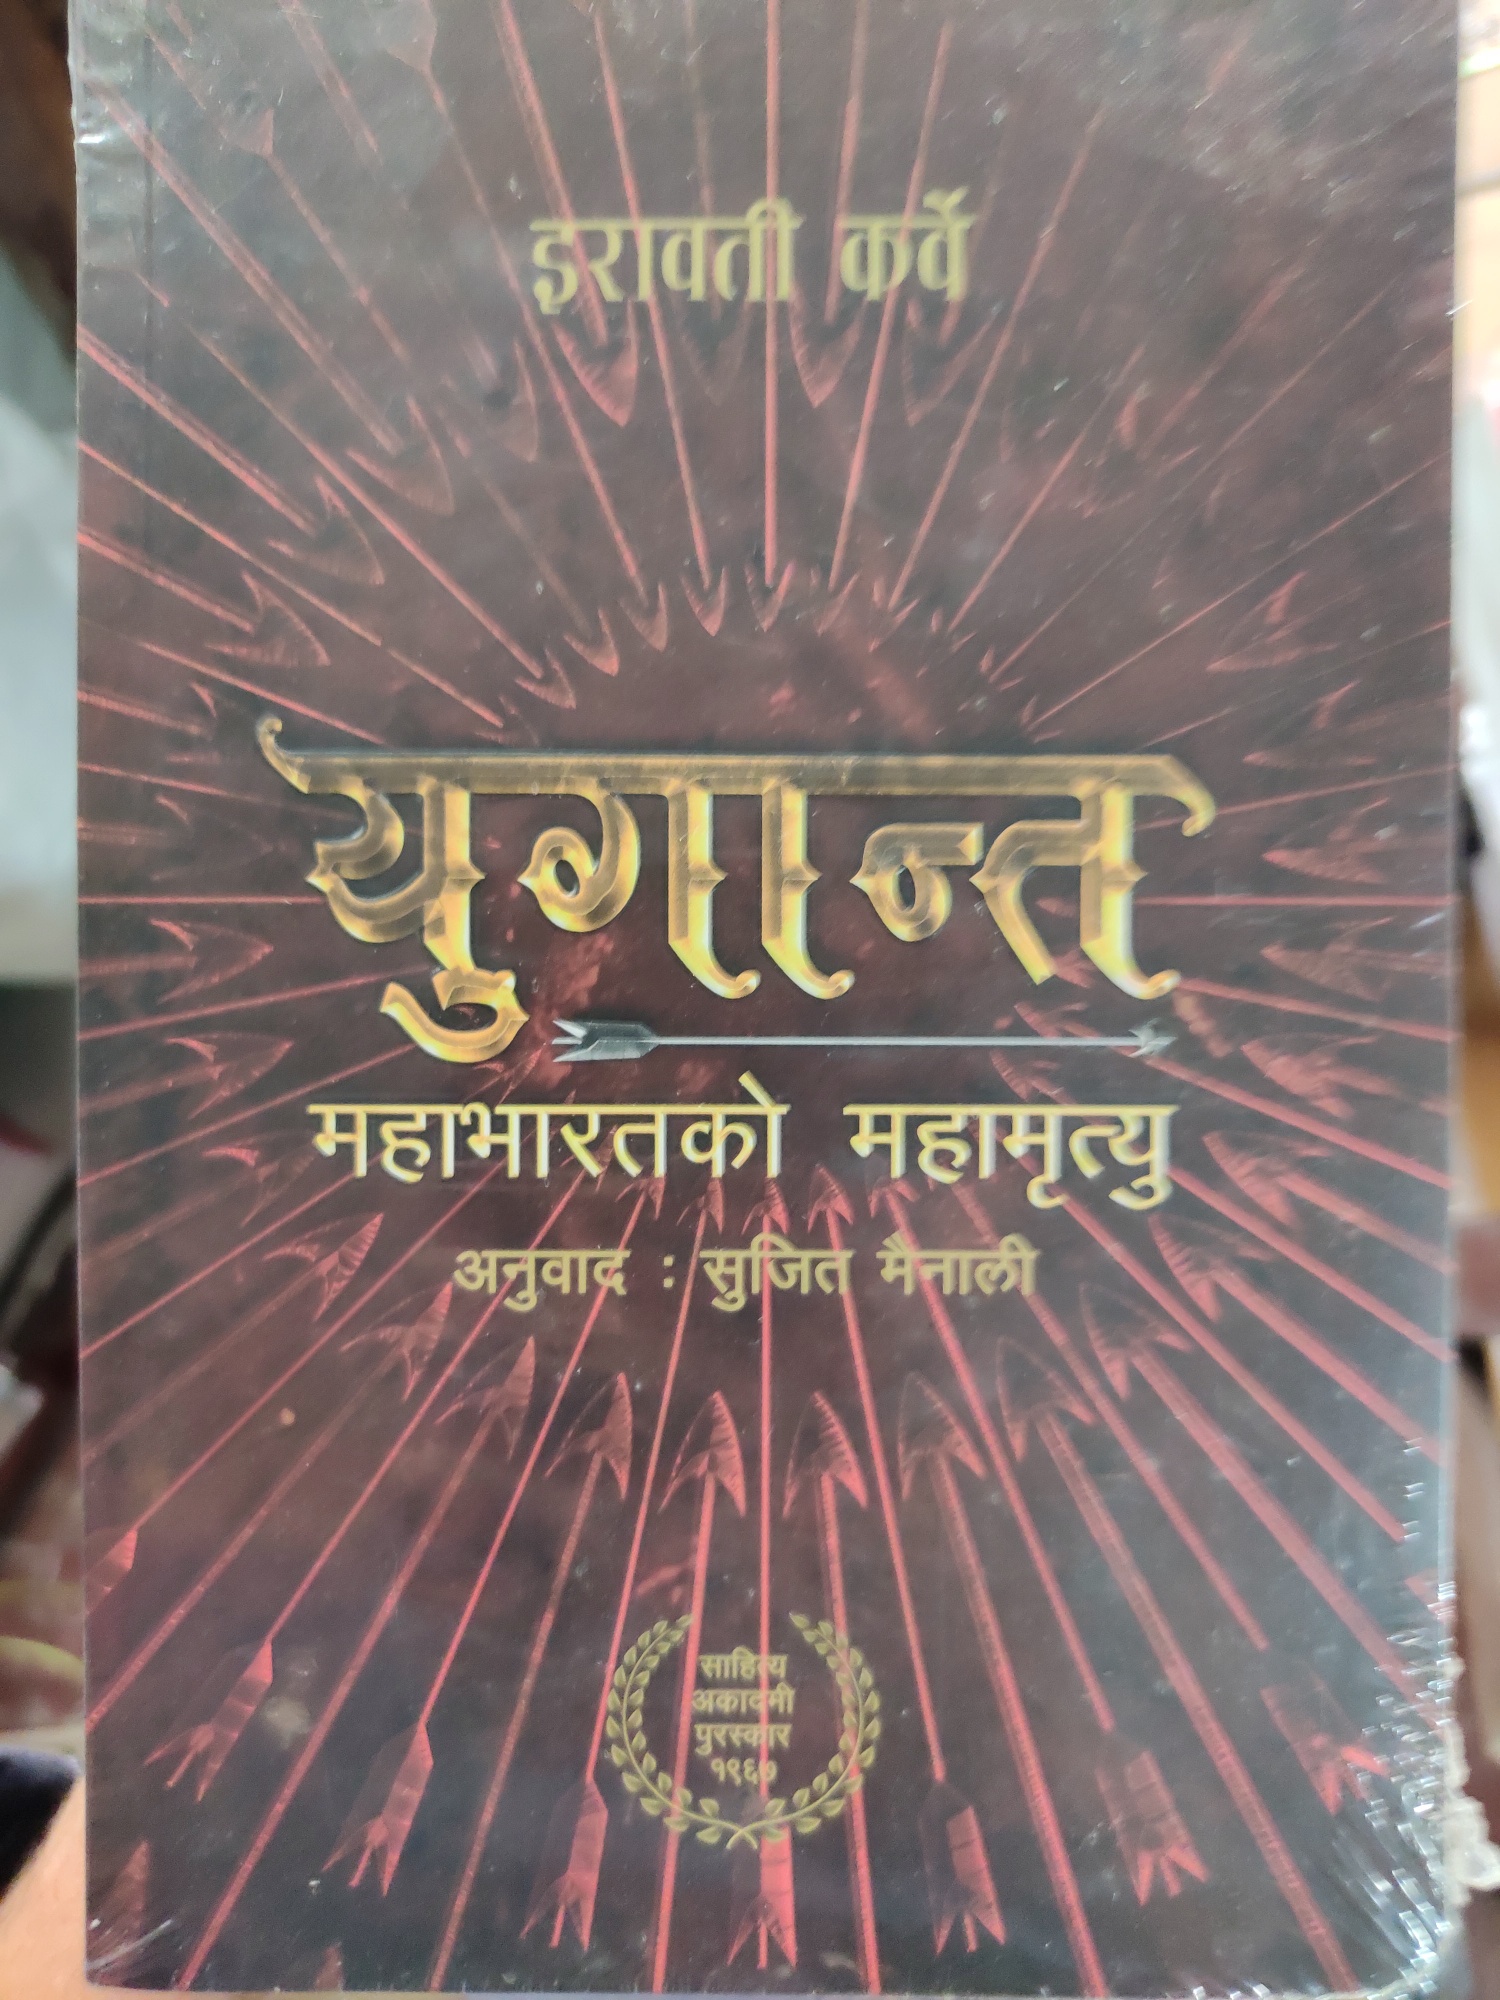 इरावती कर्वे
युगान्त
महाभारतको महामृत्यु
अनुवाद : सुजित मैनाली
साहित्य
अकादमी
पुरस्कार
१९६७